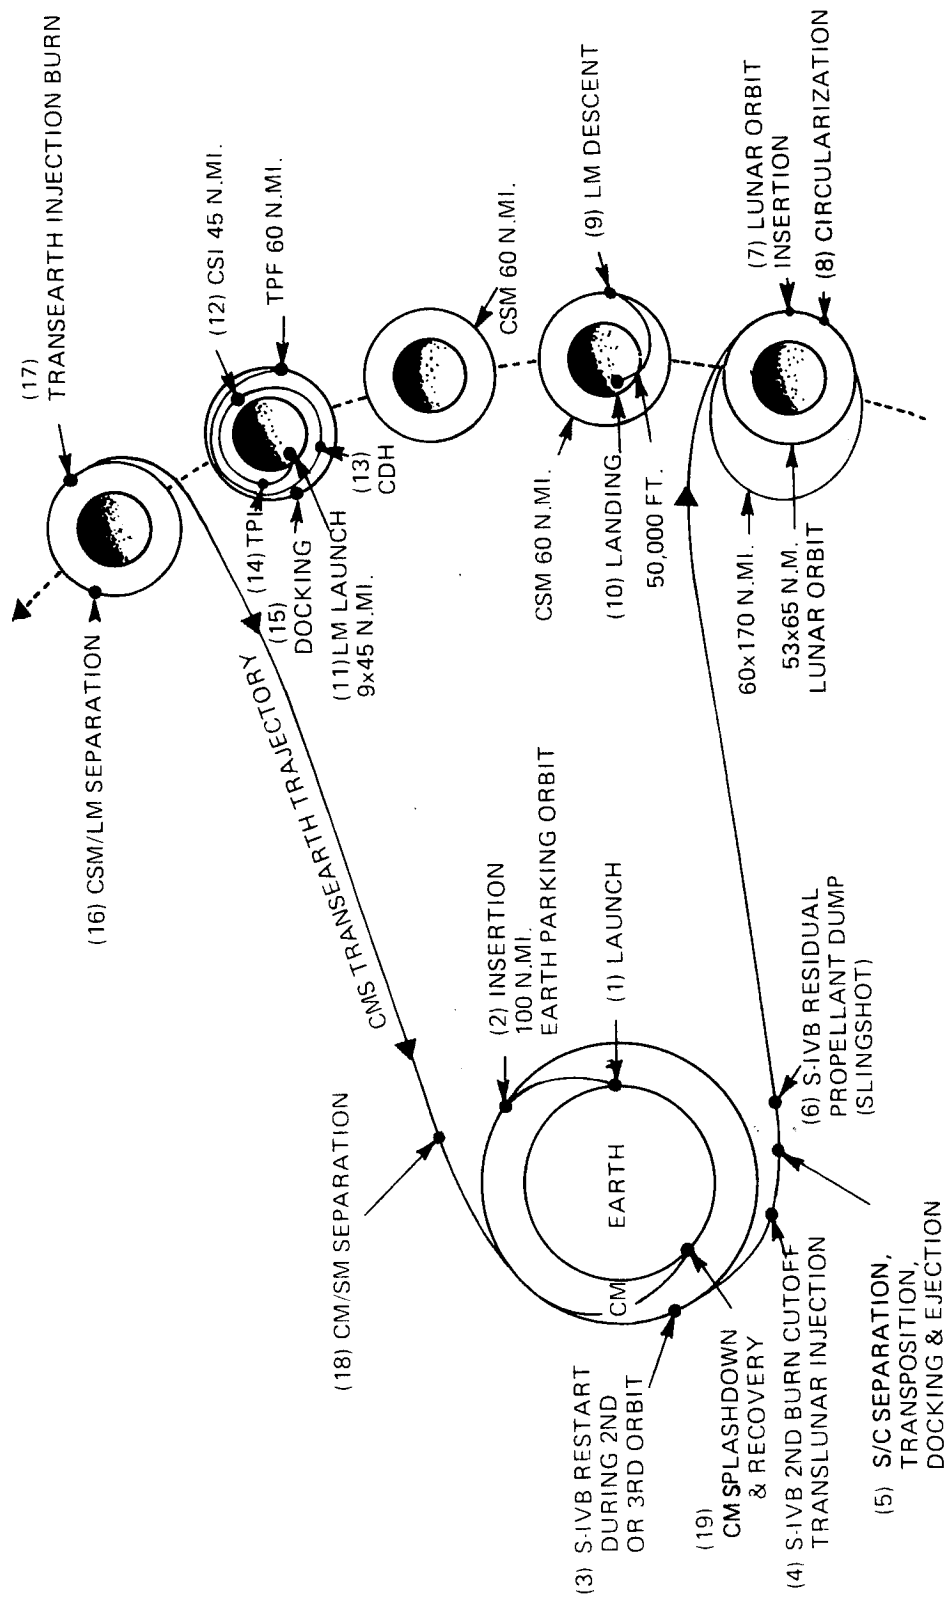 (1) LAUNCH
(2) INSERTION
100 N.MI.
EARTH PARKING ORBIT
(3) S-IVB RESTART
DURING 2ND
OR 3RD ORBIT
(4) S-IVB 2ND BURN CUTOFF
TRANSLUNAR INJECTION
(5) S/C SEPARATION,
TRANSPOSITION,
DOCKING & EJECTION
(6) S-IVB RESIDUAL
PROPELLANT DUMP
(SLINGSHOT)
(7) LUNAR ORBIT
INSERTION
(8) CIRCULARIZATION
60x170 N.MI.
53x65 N.M.
LUNAR ORBIT
(9) LM DESCENT
CSM 60 N.MI.
(10) LANDING
50,000 FT.
CSM 60 N.MI.
(11) LM LAUNCH
9x45 N.MI.
(12) CSI 45 N.MI.
TPF 60 N.MI.
(13)
CDH
(14) TPI
(15)
DOCKING
(16) CSM/LM SEPARATION
(17)
TRANSEARTH INJECTION BURN
CMS TRANSEARTH TRAJECTORY
(18) CM/SM SEPARATION
(19)
CM SPLASHDOWN
& RECOVERY
CM
EARTH